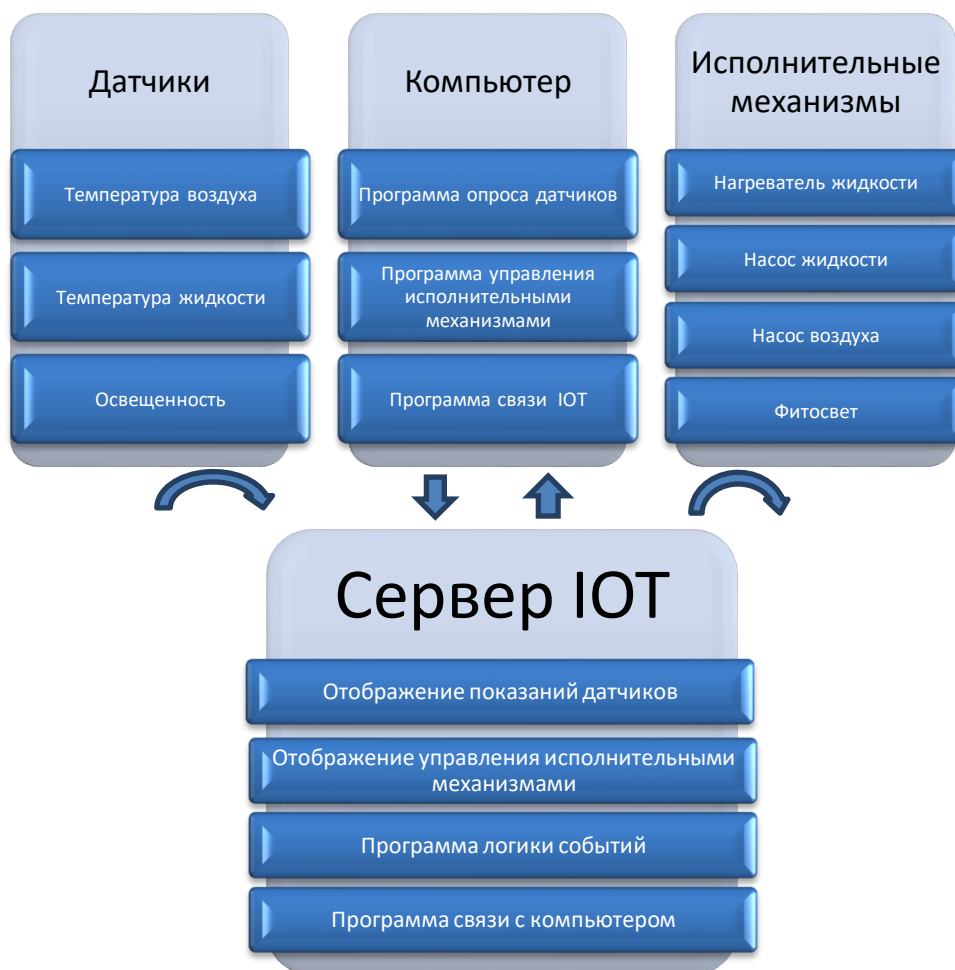 Датчики
Температура воздуха
Температура жидкости
Освещенность
Компьютер
Программа опроса датчиков
Программа управления
исполнительными
механизмами
Программа связи IOT
Исполнительные
механизмы
Нагреватель жидкости
Насос жидкости
Насос воздуха
Фитосвет
Сервер IOT
Отображение показаний датчиков
Отображение управления исполнительными
механизмами
Программа логики событий
Программа связи с компьютером